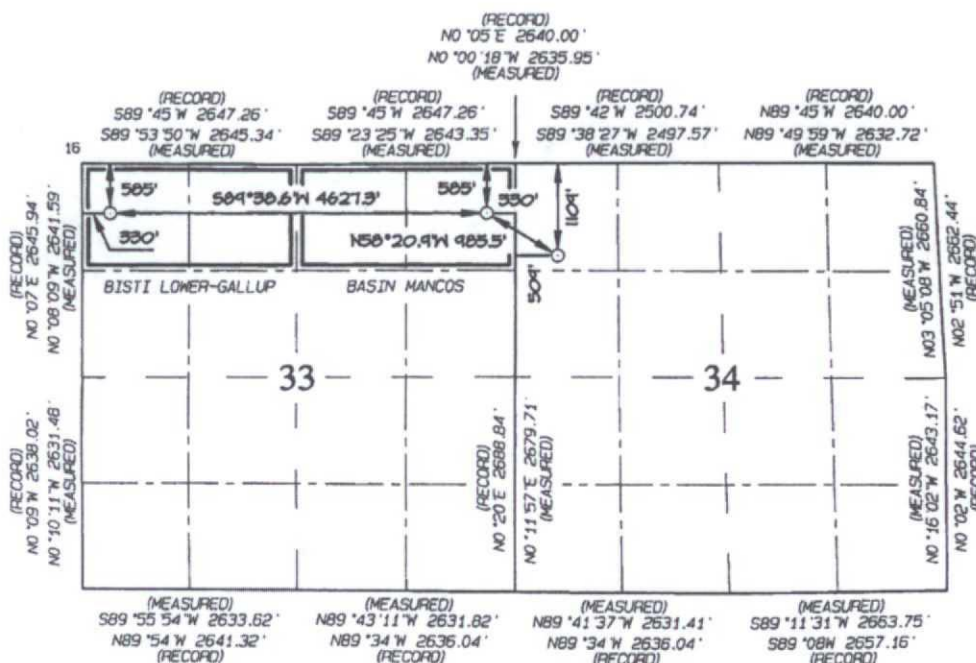 (RECORD)
N0 °05'E 2640.00'
N0 °00'18"W 2635.95'
(MEASURED)
(RECORD)
S89 °45'W 2647.26'
S89 °53'50"W 2645.34'
(MEASURED)
(RECORD)
S89 °45'W 2647.26'
S89 °23'25"W 2643.35'
(MEASURED)
(RECORD)
S89 °42'W 2500.74'
S89 °38'27"W 2497.57'
(MEASURED)
(RECORD)
N89 °45'W 2640.00'
N89 °49'59"W 2632.72'
(MEASURED)
16
585'
S89°38.6'W 4627.3'
585'
330'
1109'
330'
N58°20.9'W 985.5'
509'
BISTI LOWER-GALLUP
BASIN MANCOS
(RECORD)
N0 °07'E 2645.94'
N0 °08'09"W 2641.59'
(MEASURED)
N03 °05'08"W 2660.84'
(MEASURED)
N02 °51'W 2662.44'
(RECORD)
33
34
(RECORD)
N0 °09'W 2638.02'
N0 °10'11"W 2631.48'
(MEASURED)
(RECORD)
N0 °20'E 2688.84'
N0 °11'57"E 2679.71'
(MEASURED)
(MEASURED)
N0 °16'02"W 2643.17'
N0 °02'W 2644.62'
(RECORD)
(MEASURED)
S89 °55'54"W 2633.62'
N89 °54'W 2641.32'
(RECORD)
(MEASURED)
N89 °43'11"W 2631.82'
N89 °34'W 2636.04'
(RECORD)
(MEASURED)
N89 °41'37"W 2631.41'
N89 °34'W 2636.04'
(RECORD)
(MEASURED)
S89 °11'31"W 2663.75'
S89 °08W 2657.16'
(RECORD)